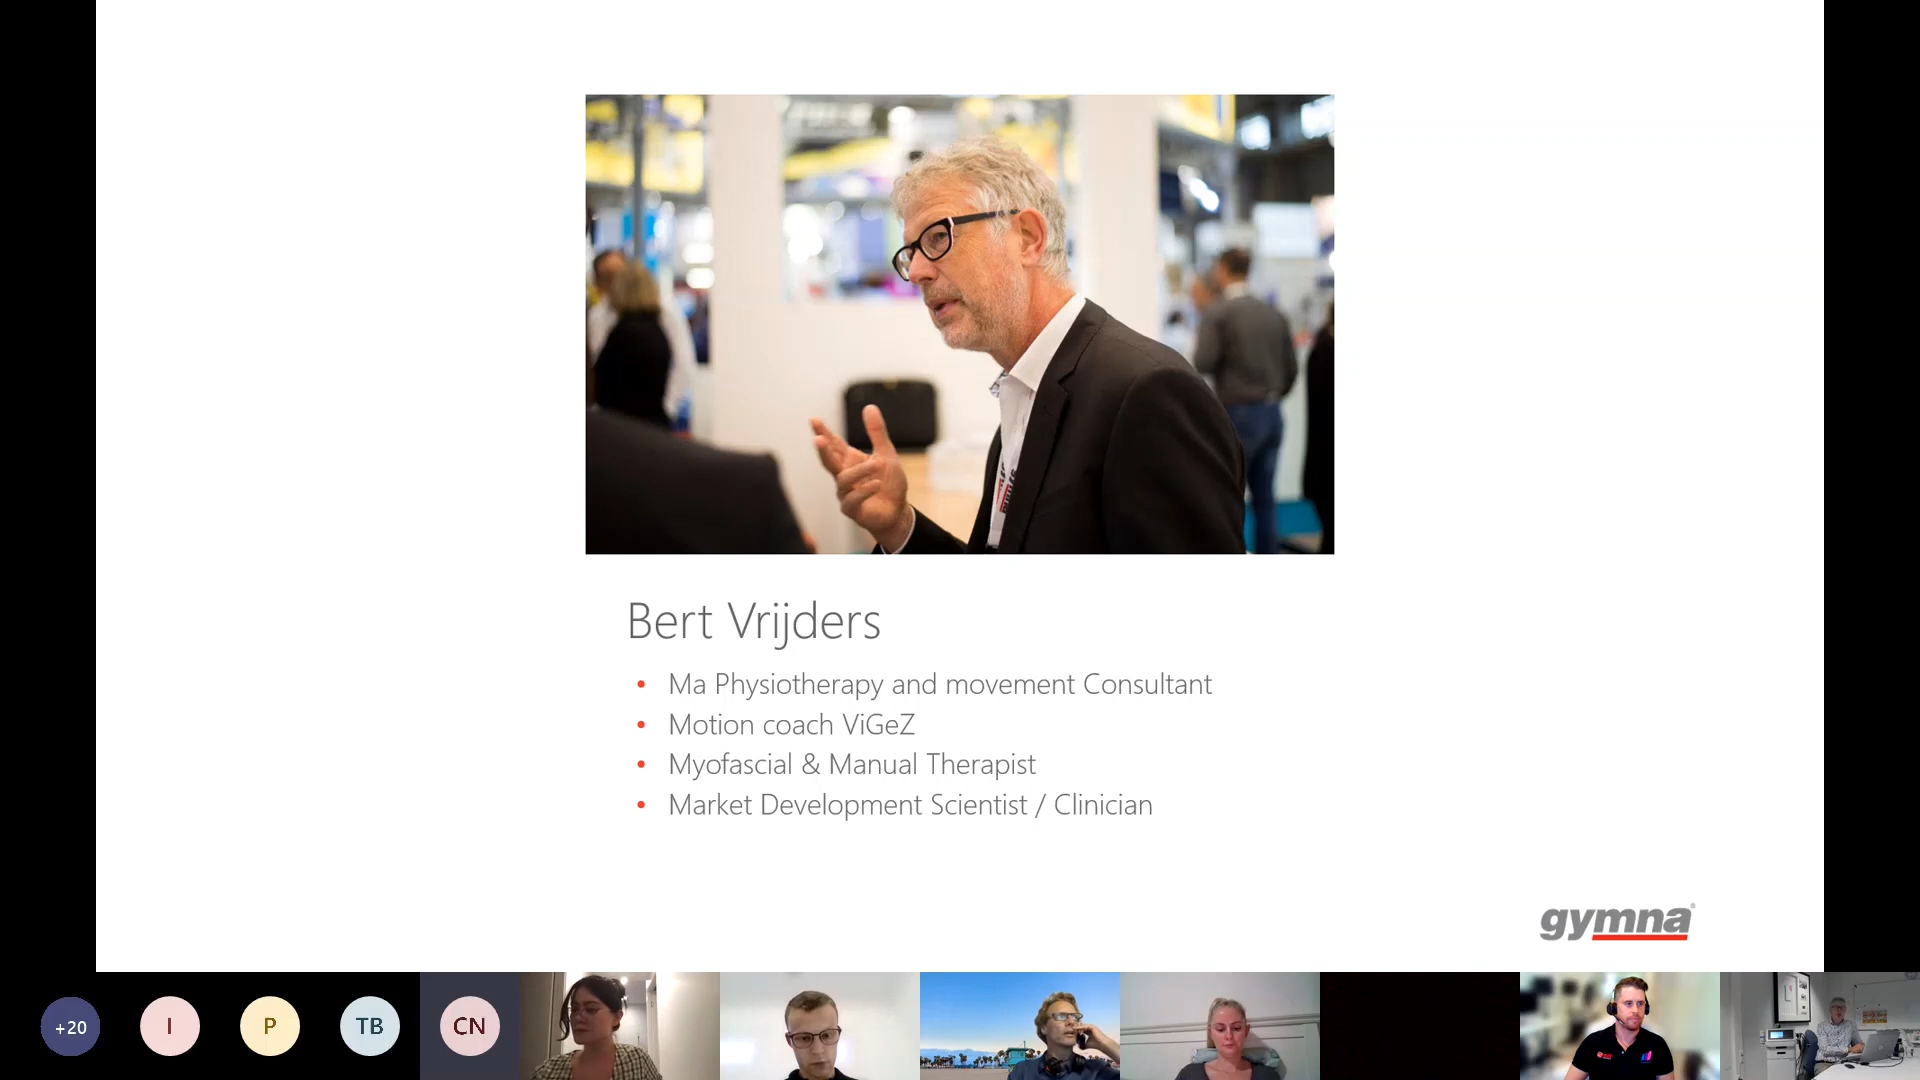 Bert Vrijders
• Ma Physiotherapy and movement Consultant
• Motion coach ViGeZ
• Myofascial & Manual Therapist
• Market Development Scientist / Clinician
gymna®
+20
I
P
TB
CN